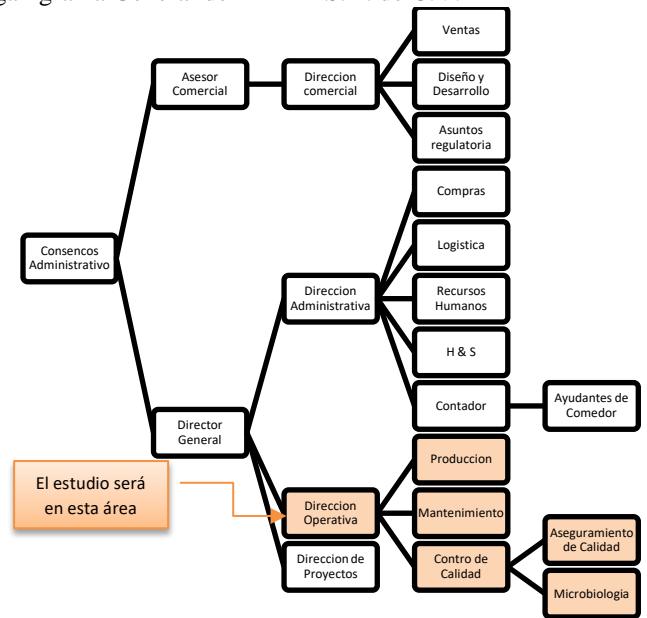 Ventas
Asesor
Comercial
Direccion
comercial
Diseño y
Desarrollo
Asuntos
regulatoria
Compras
Consencos
Administrativo
Logistica
Direccion
Administrativa
Recursos
Humanos
H & S
Contador
Ayudantes de
Comedor
Director
General
Produccion
El estudio será
en esta área
Direccion
Operativa
Mantenimiento
Aseguramiento
de Calidad
Direccion de
Proyectos
Contro de
Calidad
Microbiologia